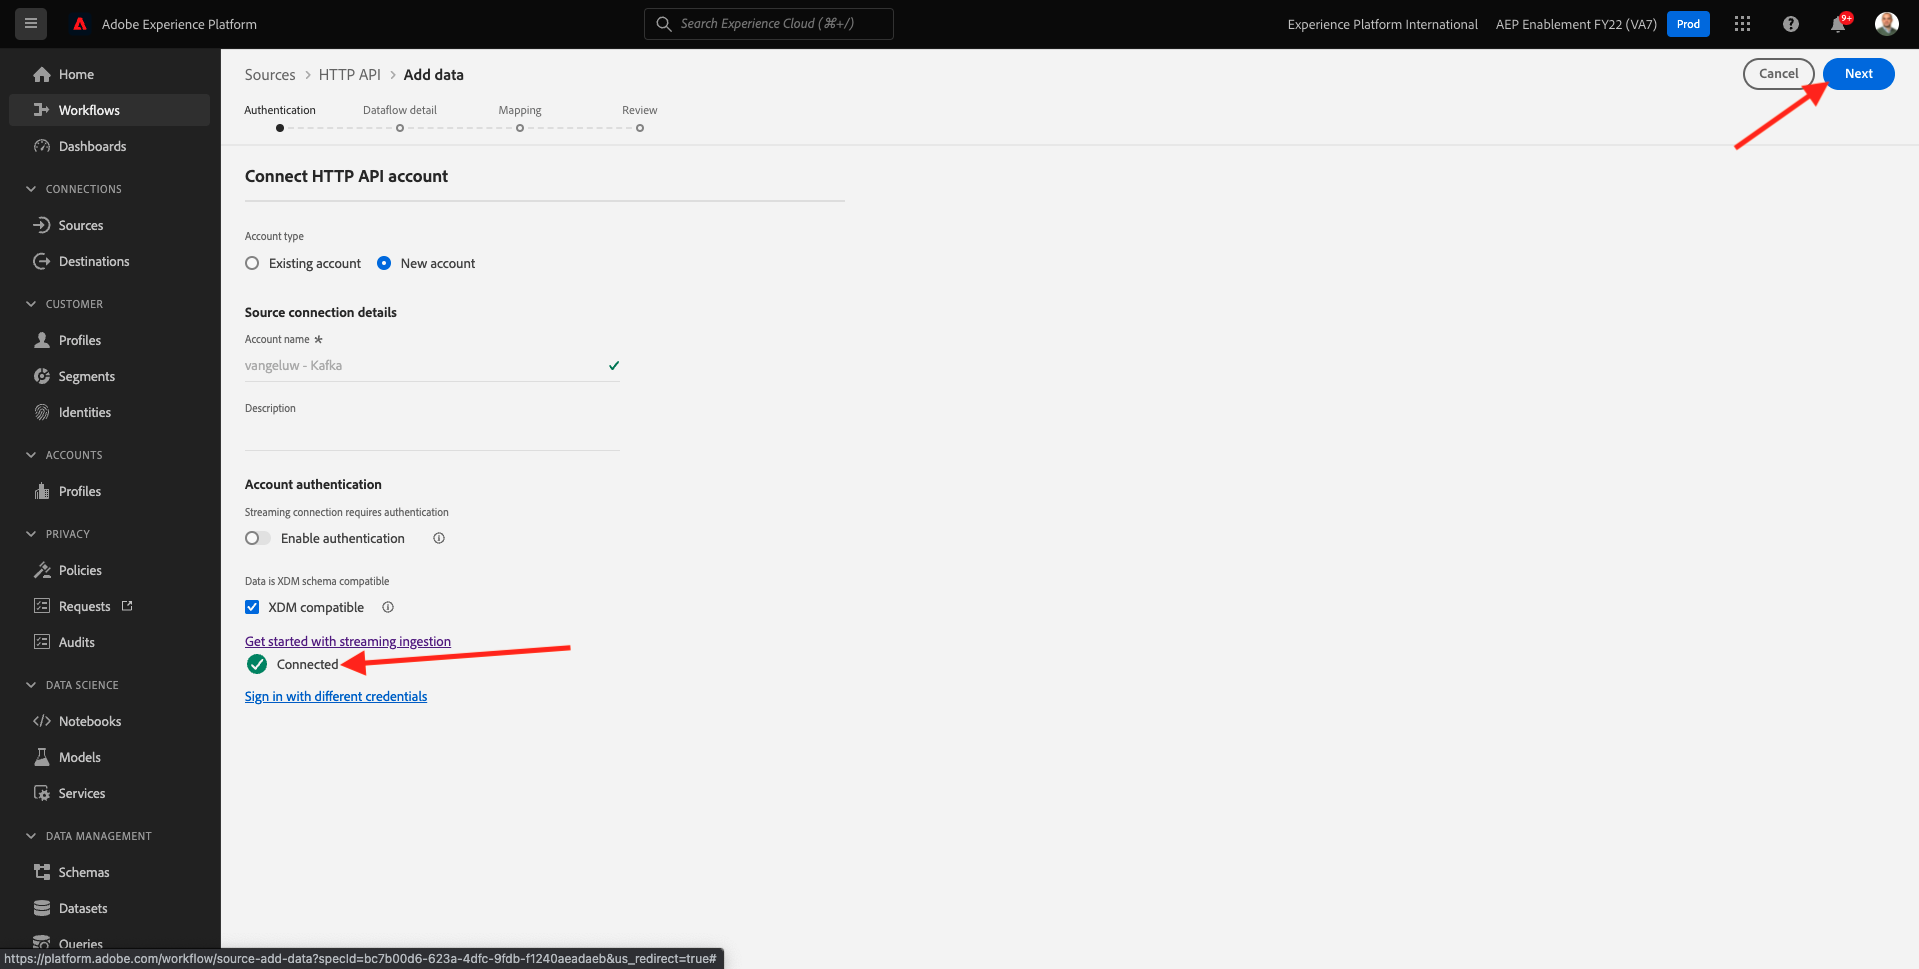 Adobe Experience Platform
Search Experience Cloud (⌘+/)
Experience Platform International
AEP Enablement FY22 (VA7)
Prod
9+
Home
Workflows
Dashboards
CONNECTIONS
Sources
Destinations
CUSTOMER
Profiles
Segments
Identities
ACCOUNTS
Profiles
PRIVACY
Policies
Requests
Audits
DATA SCIENCE
Notebooks
Models
Services
DATA MANAGEMENT
Schemas
Datasets
Queries
Sources > HTTP API > Add data
Cancel
Next
Authentication
Dataflow detail
Mapping
Review
Connect HTTP API account
Account type
Existing account
New account
Source connection details
Account name *
vangeluw - Kafka
Description
Account authentication
Streaming connection requires authentication
Enable authentication
Data is XDM schema compatible
XDM compatible
Get started with streaming ingestion
Connected
Sign in with different credentials
https://platform.adobe.com/workflow/source-add-data?specId=bc7b00d6-623a-4dfc-9fdb-f1240aeadaeb&us_redirect=true#